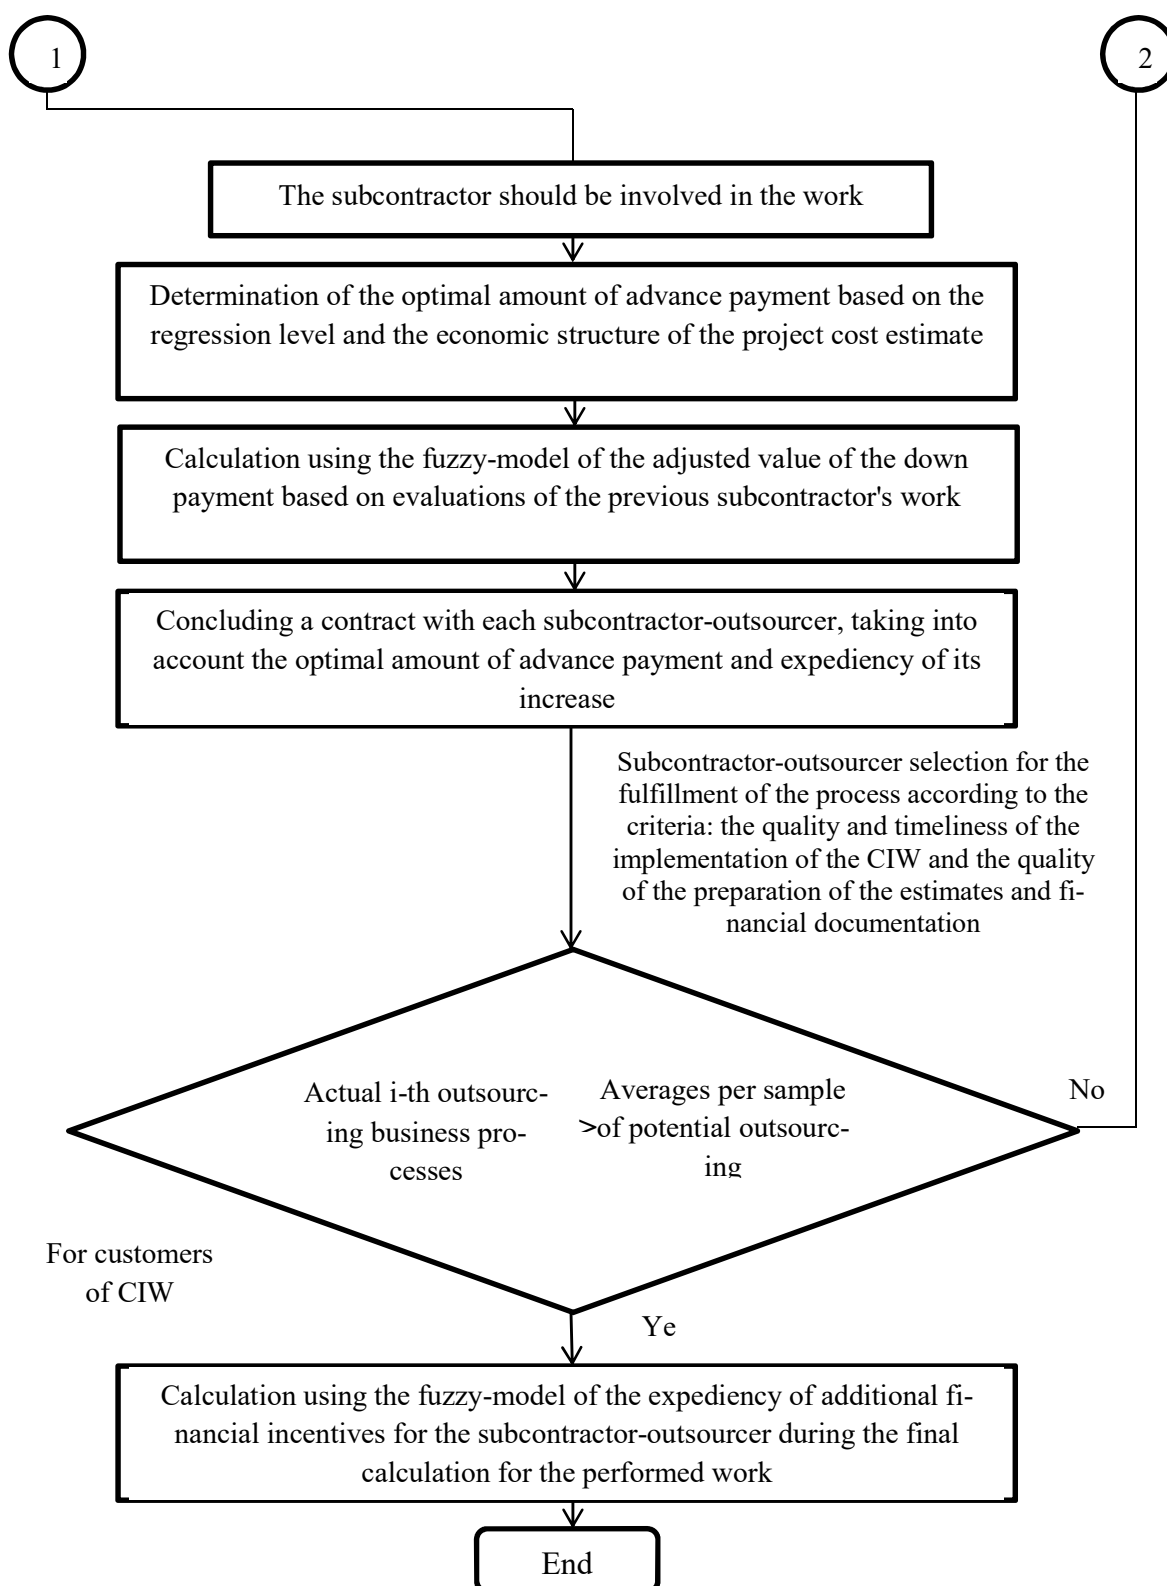 1
2
The subcontractor should be involved in the work
Determination of the optimal amount of advance payment based on the
regression level and the economic structure of the project cost estimate
Calculation using the fuzzy-model of the adjusted value of the down
payment based on evaluations of the previous subcontractor's work
Concluding a contract with each subcontractor-outsourcer, taking into
account the optimal amount of advance payment and expediency of its
increase
Subcontractor-outsourcer selection for the
fulfillment of the process according to the
criteria: the quality and timeliness of the
implementation of the CIW and the quality
of the preparation of the estimates and fi-
nancial documentation
Actual i-th outsourc-
ing business pro-
cesses
Averages per sample
>of potential outsourc-
ing
No
For customers
of CIW
Ye
Calculation using the fuzzy-model of the expediency of additional fi-
nancial incentives for the subcontractor-outsourcer during the final
calculation for the performed work
End